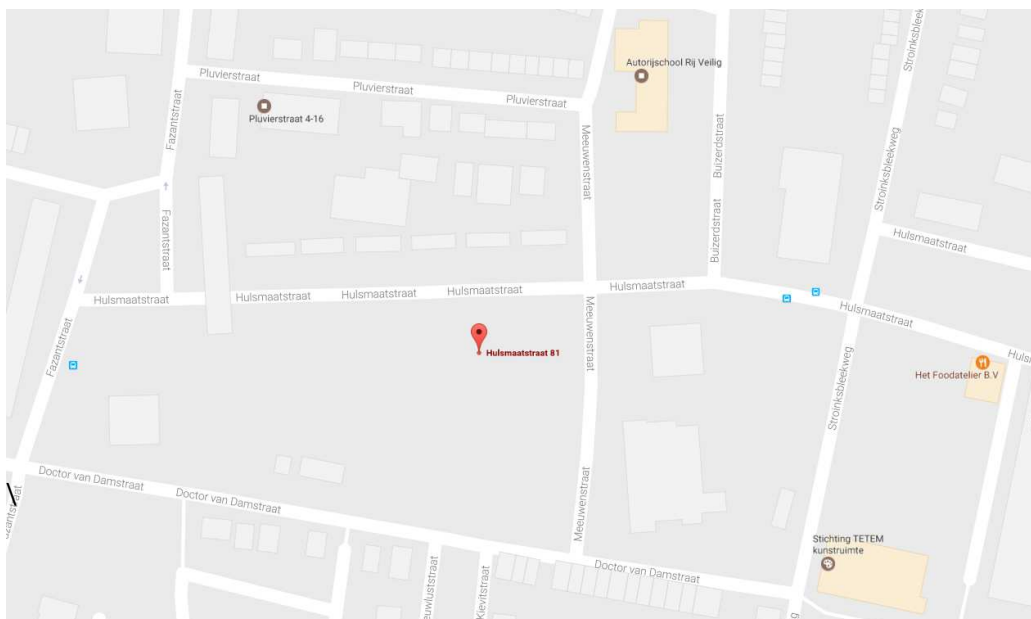 Autorijschool Rij Veilig
Pluvierstraat
Pluvierstraat
Pluvierstraat
Pluvierstraat 4-16
Fazantstraat
Meeuwenstraat
Buizerdstraat
Stroinksbleekweg
Stroinksbleekweg
Fazantstraat
Buizerdstraat
Hulsmaatstraat
Hulsmaatstraat
Hulsmaatstraat
Hulsmaatstraat
Hulsmaatstraat
Hulsmaatstraat
Hulsmaatstraat
Fazantstraat
Meeuwenstraat
Hulsmaatstraat 81
Stroinksbleekweg
Het Foodatelier B.V
Doctor van Damstraat
Doctor van Damstraat
Meeuwenstraat
Stichting TETEM
kunstruimte
Doctor van Damstraat
Kievitstraat